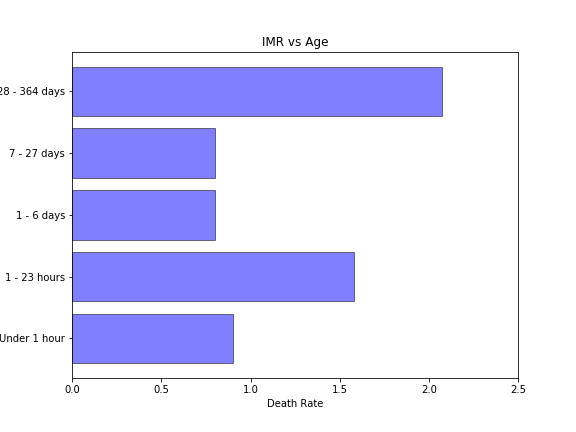 IMR vs Age
28 - 364 days
7 - 27 days
1 - 6 days
1 - 23 hours
Under 1 hour
0.0 0.5 1.0 1.5 2.0 2.5
Death Rate